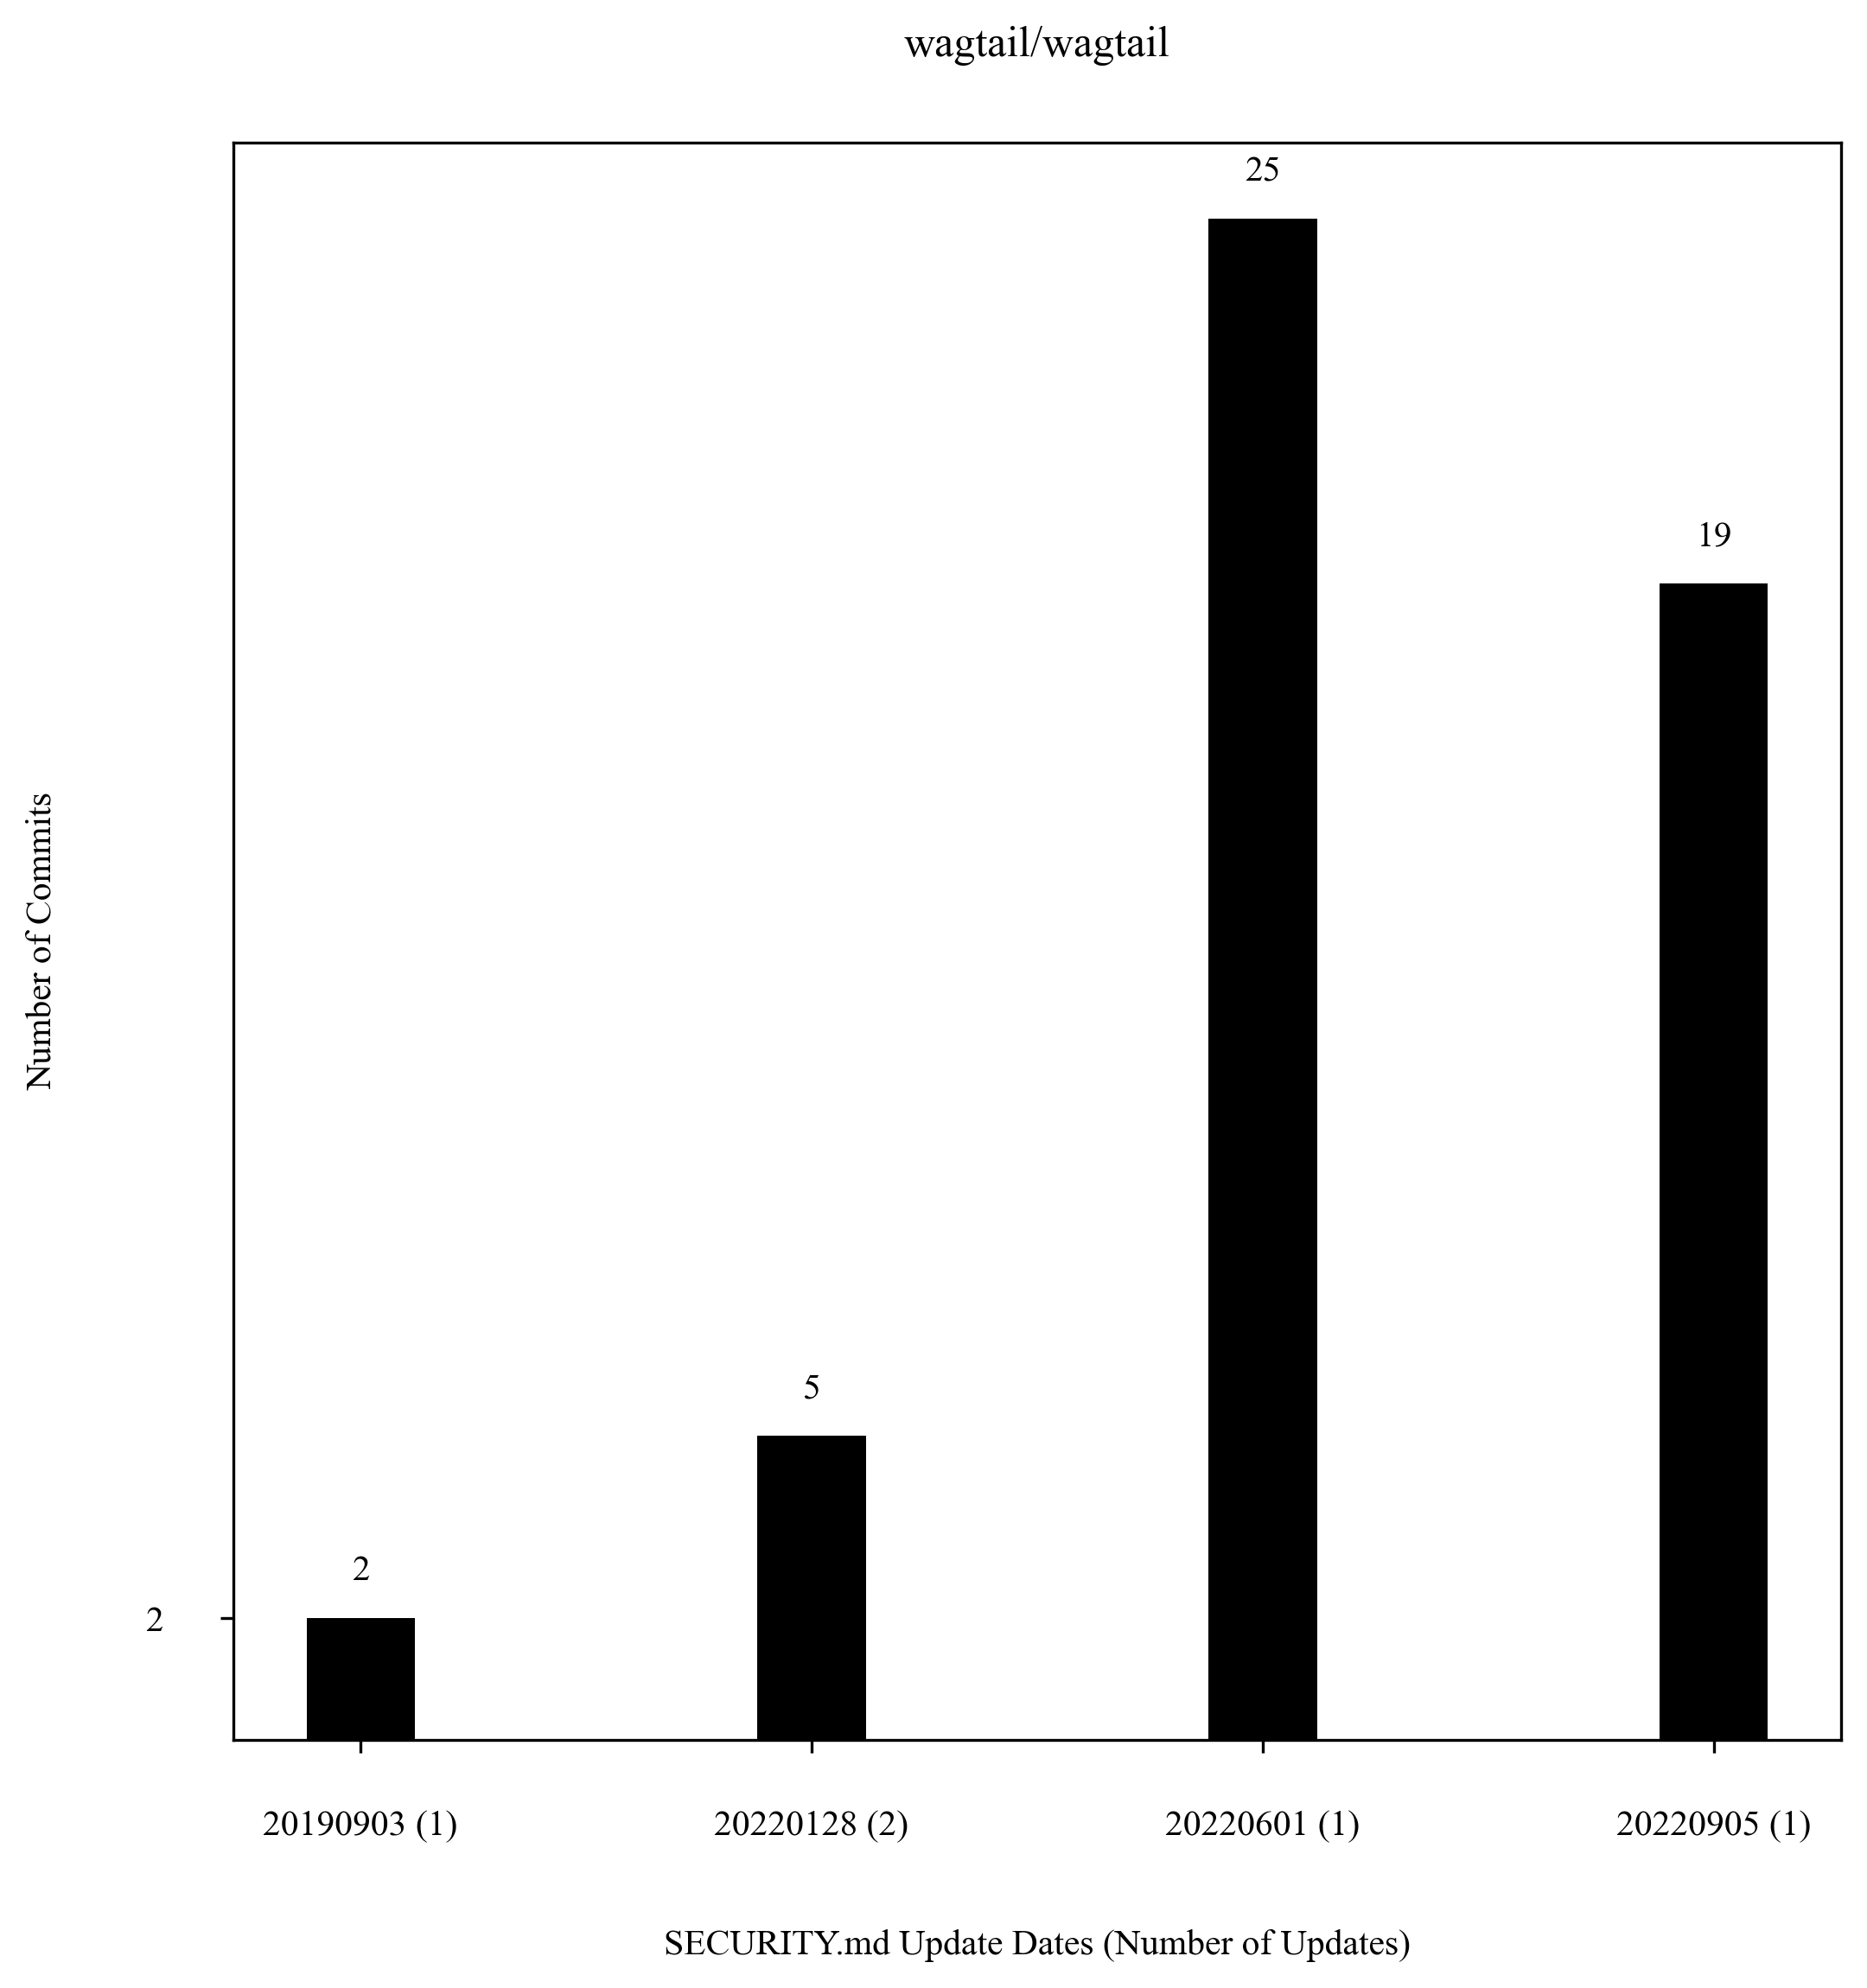 wagtail/wagtail
25
19
5
2
2
Number of Commits
20190903 (1) 20220128 (2) 20220601 (1) 20220905 (1)
SECURITY.md Update Dates (Number of Updates)